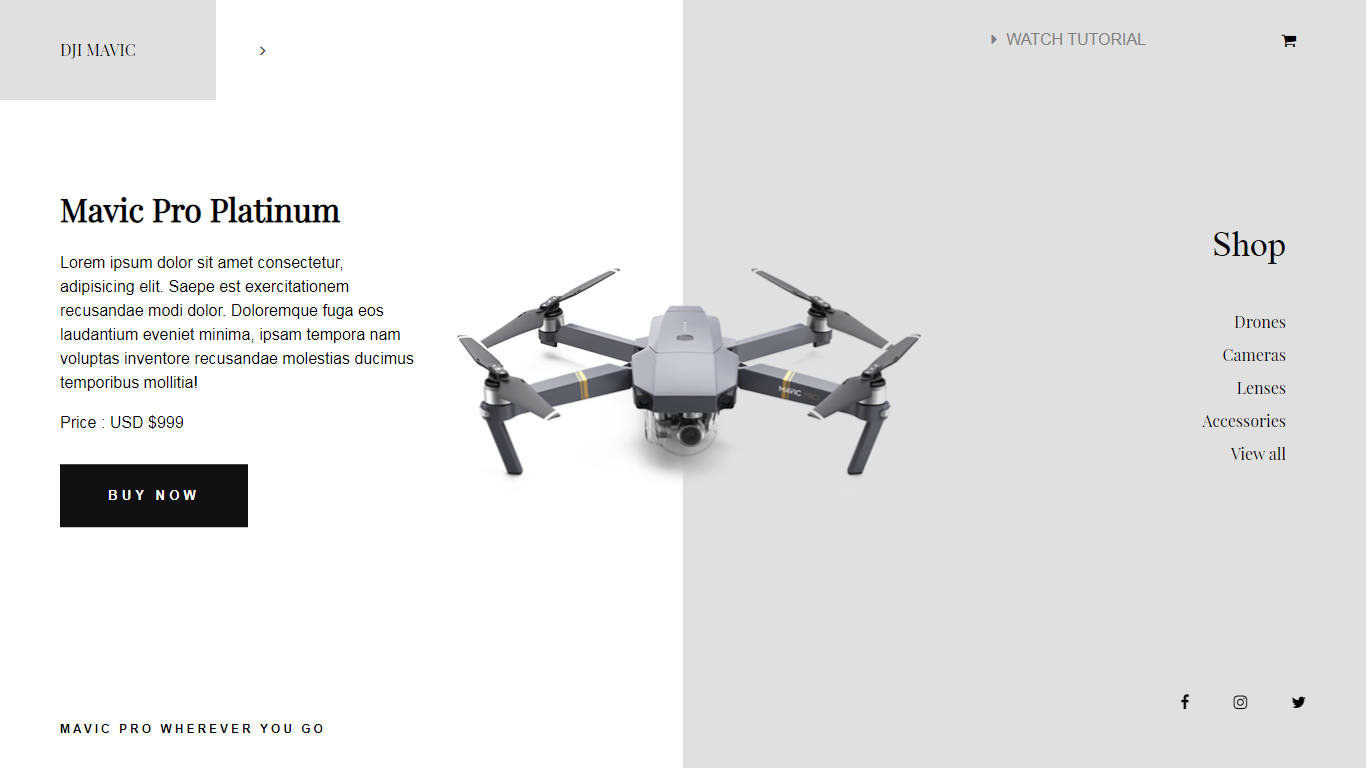 DJI MAVIC
WATCH TUTORIAL
Mavic Pro Platinum
Lorem ipsum dolor sit amet consectetur,
adipisicing elit. Saepe est exercitationem
recusandae modi dolor. Doloremque fuga eos
laudantium eveniet minima, ipsam tempora nam
voluptas inventore recusandae molestias ducimus
temporibus mollitia!
Price : USD $999
BUY NOW
MAVIC PRO
Shop
Drones
Cameras
Lenses
Accessories
View all
MAVIC PRO WHEREVER YOU GO